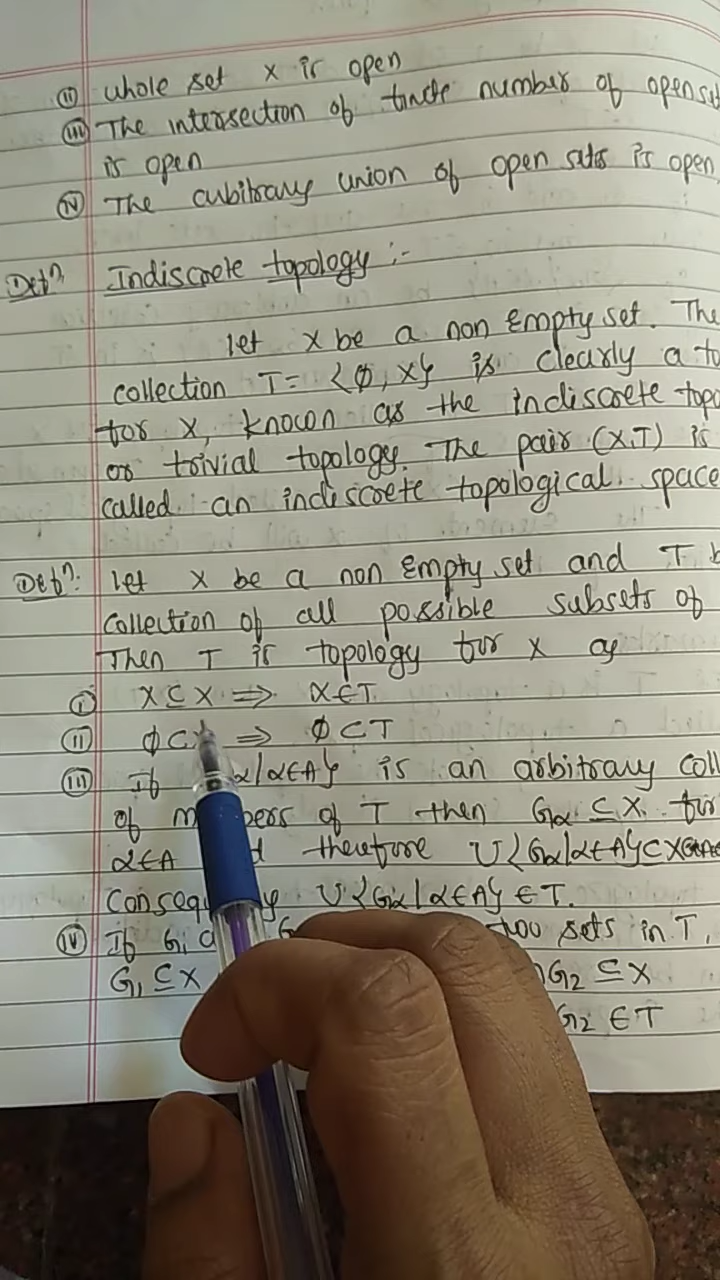 (ii) whole set X is open
(iii) The intersection of finite number of open set
is open
(iv) The arbitrary union of open sets is open
Defⁿ. Indiscrete topology :-
let X be a non Empty set. The
collection T = {ϕ, X} is clearly a to
for X, known as the indiscrete topo
or trivial topology. The pair (X,T) is
called an indiscrete topological space
Defⁿ: let X be a non Empty set and T b
collection of all possible subsets of
Then T is topology for X as
(i) X ⊆ X ⇒ X ∈ T
(ii) ϕ ⊂ X ⇒ ϕ ⊂ T
(iii) If α | α ∈ A} is an arbitrary coll
of members of T then Gα ⊆ X for
α ∈ A therefore ∪{Gα | α ∈ A} ⊂ X
∪{Gα | α ∈ A} ∈ T.
(iv) If G₁ sets in T,
G₁ ⊆ X G₂ ⊆ X
G₂ ∈ T